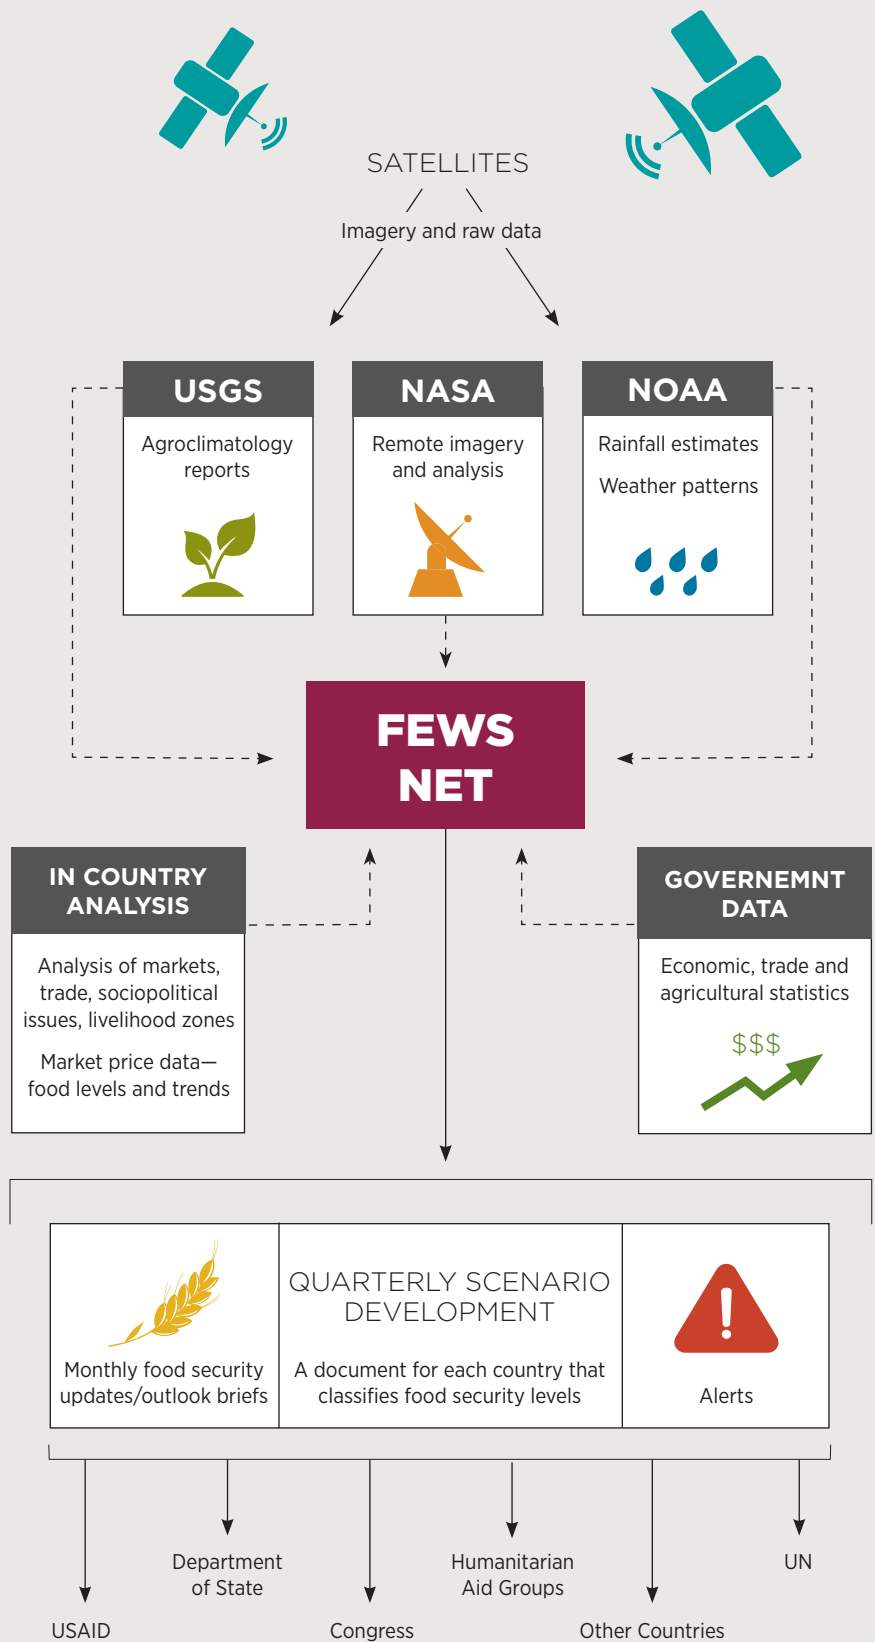 SATELLITES
Imagery and raw data
USGS
Agroclimatology
reports
NASA
Remote imagery
and analysis
NOAA
Rainfall estimates
Weather patterns
FEWS
NET
IN COUNTRY
ANALYSIS
Analysis of markets,
trade, sociopolitical
issues, livelihood zones
Market price data—
food levels and trends
GOVERNEMNT
DATA
Economic, trade and
agricultural statistics
$$$
Monthly food security
updates/outlook briefs
QUARTERLY SCENARIO
DEVELOPMENT
A document for each country that
classifies food security levels
!
Alerts
USAID
Department
of State
Congress
Humanitarian
Aid Groups
Other Countries
UN